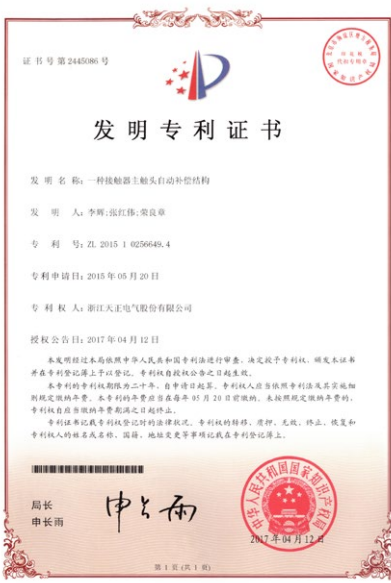 证书号第2445086号
发明专利证书
发明名称：一种接触器主触头自动补偿结构
发明人：李辉;张红伟;荣良章
专利号：ZL 2015 1 0256649.4
专利申请日：2015年05月20日
专利权人：浙江天正电气股份有限公司
授权公告日：2017年04月12日
本发明经过本局依照中华人民共和国专利法进行审查，决定授予专利权，颁发本证书
并在专利登记簿上予以登记。专利权自授权公告之日起生效。
本专利的专利权期限为二十年，自申请日起算。专利权人应当依照专利法及其实施细
则规定缴纳年费。本专利的年费应当在每年05月20日前缴纳。未按照规定缴纳年费的，
专利权自应当缴纳年费期满之日起终止。
专利证书记载专利权登记时的法律状况。专利权的转移、质押、无效、终止、恢复和
专利权人的姓名或名称、国籍、地址变更等事项记载在专利登记簿上。
局长
申长雨
申长雨
中华人民共和国国家知识产权局
2017年04月12日
第1页(共1页)